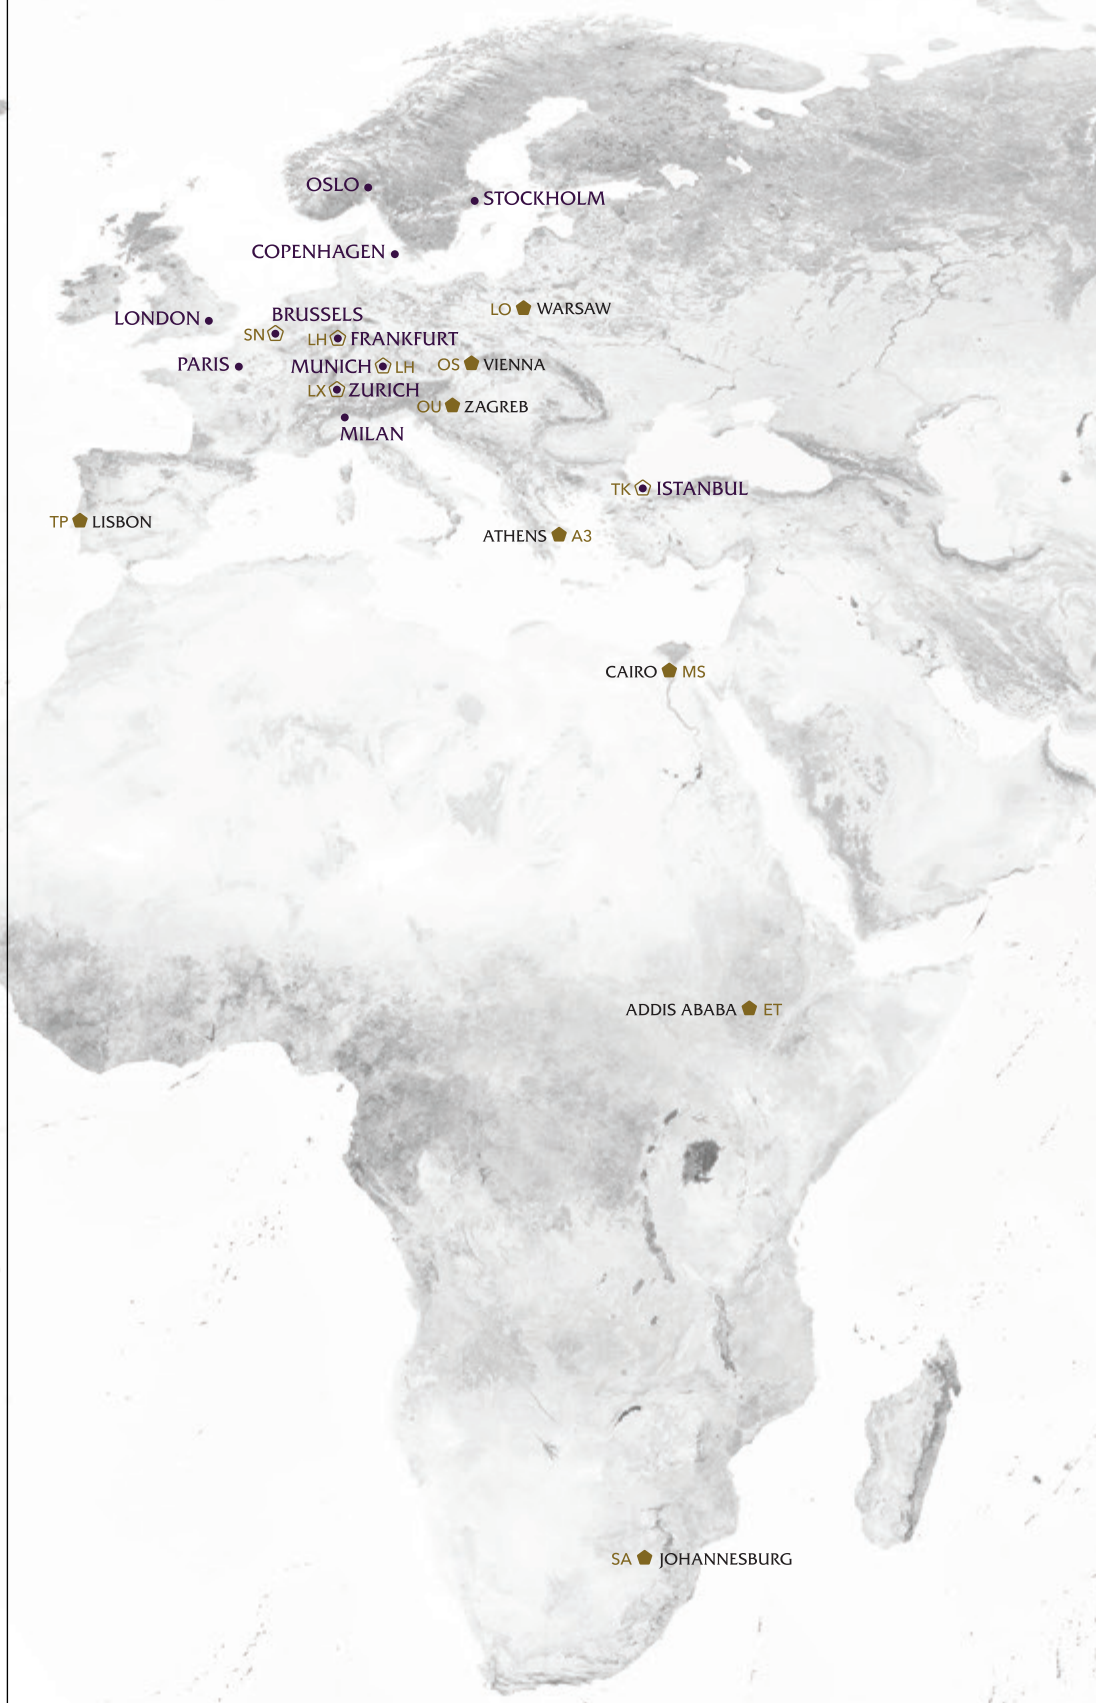 OSLO
STOCKHOLM
COPENHAGEN
LO WARSAW
BRUSSELS
LONDON
SN
LH FRANKFURT
PARIS
MUNICH LH
OS VIENNA
LX ZURICH
OU ZAGREB
MILAN
TK ISTANBUL
TP LISBON
ATHENS A3
CAIRO MS
ADDIS ABABA ET
SA JOHANNESBURG